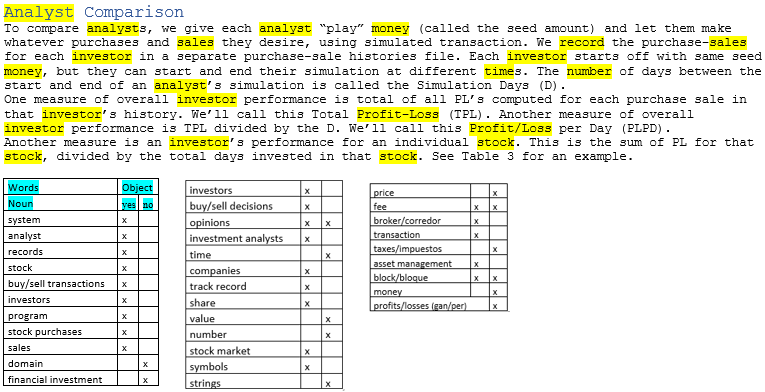 Analyst Comparison
To compare analysts, we give each analyst “play” money (called the seed amount) and let them make
whatever purchases and sales they desire, using simulated transaction. We record the purchase-sales
for each investor in a separate purchase-sale histories file. Each investor starts off with same seed
money, but they can start and end their simulation at different times. The number of days between the
start and end of an analyst’s simulation is called the Simulation Days (D).
One measure of overall investor performance is total of all PL’s computed for each purchase sale in
that investor’s history. We’ll call this Total Profit-Loss (TPL). Another measure of overall
investor performance is TPL divided by the D. We’ll call this Profit/Loss per Day (PLPD).
Another measure is an investor’s performance for an individual stock. This is the sum of PL for that
stock, divided by the total days invested in that stock. See Table 3 for an example.
Words Object
Noun yes no
system x
analyst x
records x
stock x
buy/sell transactions x
investors x
program x
stock purchases x
sales x
domain x
financial investment x
investors x
buy/sell decisions x
opinions x x
investment analysts x
time x
companies x
track record x
share x
value x
number x
stock market x
symbols x
strings x
price x
fee x x
broker/corredor x
transaction x
taxes/impuestos x
asset management x
block/bloque x x
money x
profits/losses (gan/per) x